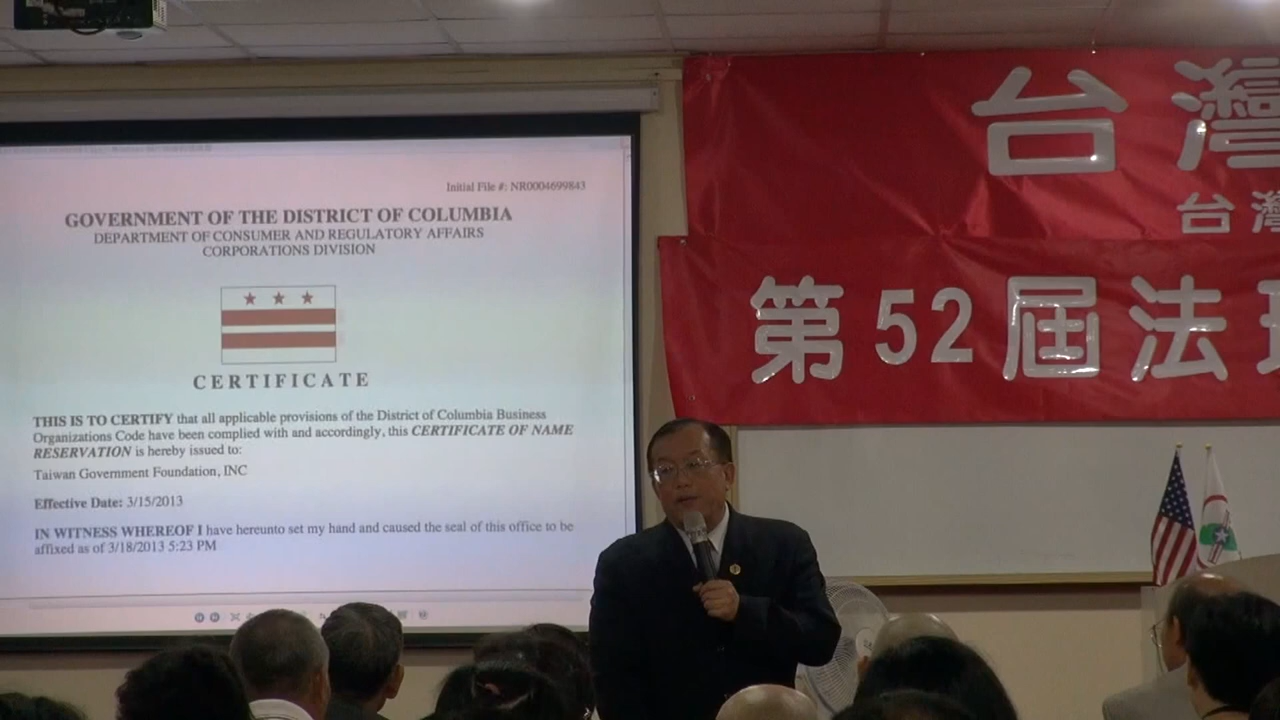 Initial File #: NR0004699843
GOVERNMENT OF THE DISTRICT OF COLUMBIA
DEPARTMENT OF CONSUMER AND REGULATORY AFFAIRS
CORPORATIONS DIVISION
CERTIFICATE
THIS IS TO CERTIFY that all applicable provisions of the District of Columbia Business
Organizations Code have been complied with and accordingly, this CERTIFICATE OF NAME
RESERVATION is hereby issued to:
Taiwan Government Foundation, INC
Effective Date: 3/15/2013
IN WITNESS WHEREOF I have hereunto set my hand and caused the seal of this office to be
affixed as of 3/18/2013 5:23 PM
台灣
台灣
第52屆法